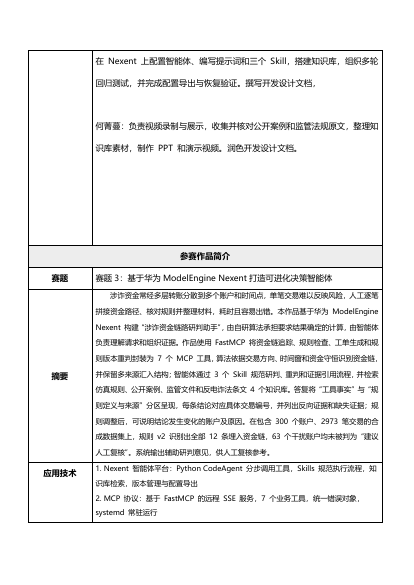 在 Nexent 上配置智能体、编写提示词和三个 Skill，搭建知识库，组织多轮
回归测试，并完成配置导出与恢复验证。撰写开发设计文档，
何菁蔓：负责视频录制与展示，收集并核对公开案例和监管法规原文，整理知
识库素材，制作 PPT 和演示视频。润色开发设计文档。
参赛作品简介
赛题
赛题 3：基于华为 ModelEngine Nexent 打造可进化决策智能体
摘要
涉诈资金常经多层转账分散到多个账户和时间点，单笔交易难以反映风险，人工逐笔
拼接资金路径、核对规则并整理材料，耗时且容易出错。本作品基于华为 ModelEngine
Nexent 构建“涉诈资金链路研判助手”，由自研算法承担要求结果确定的计算，由智能体
负责理解请求和组织证据。作品使用 FastMCP 将资金链追踪、规则检查、工单生成和规
则版本重判封装为 7 个 MCP 工具，算法依据交易方向、时间窗和资金守恒识别资金链，
并保留多来源汇入结构；智能体通过 3 个 Skill 规范研判、重判和证据引用流程，并检索
仿真规则、公开案例、监管文件和反电诈法条文 4 个知识库。答复将“工具事实”与“规
则定义与来源”分区呈现，每条结论对应具体交易编号，并列出反向证据和缺失证据；规
则调整后，可说明结论发生变化的账户及原因。在包含 300 个账户、2973 笔交易的合
成数据集上，规则 v2 识别出全部 12 条埋入资金链，63 个干扰账户均未被判为“建议
人工复核”。系统输出辅助研判意见，供人工复核参考。
应用技术
1. Nexent 智能体平台：Python CodeAgent 分步调用工具，Skills 规范执行流程，知
识库检索，版本管理与配置导出
2. MCP 协议：基于 FastMCP 的远程 SSE 服务，7 个业务工具，统一错误对象，
systemd 常驻运行